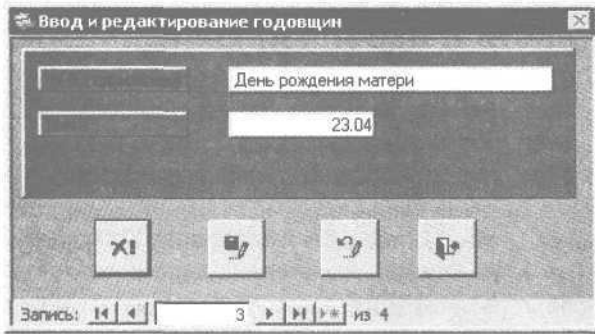 Ввод и редактирование годовщин
День рождения матери
23.04
Запись: 3 из 4